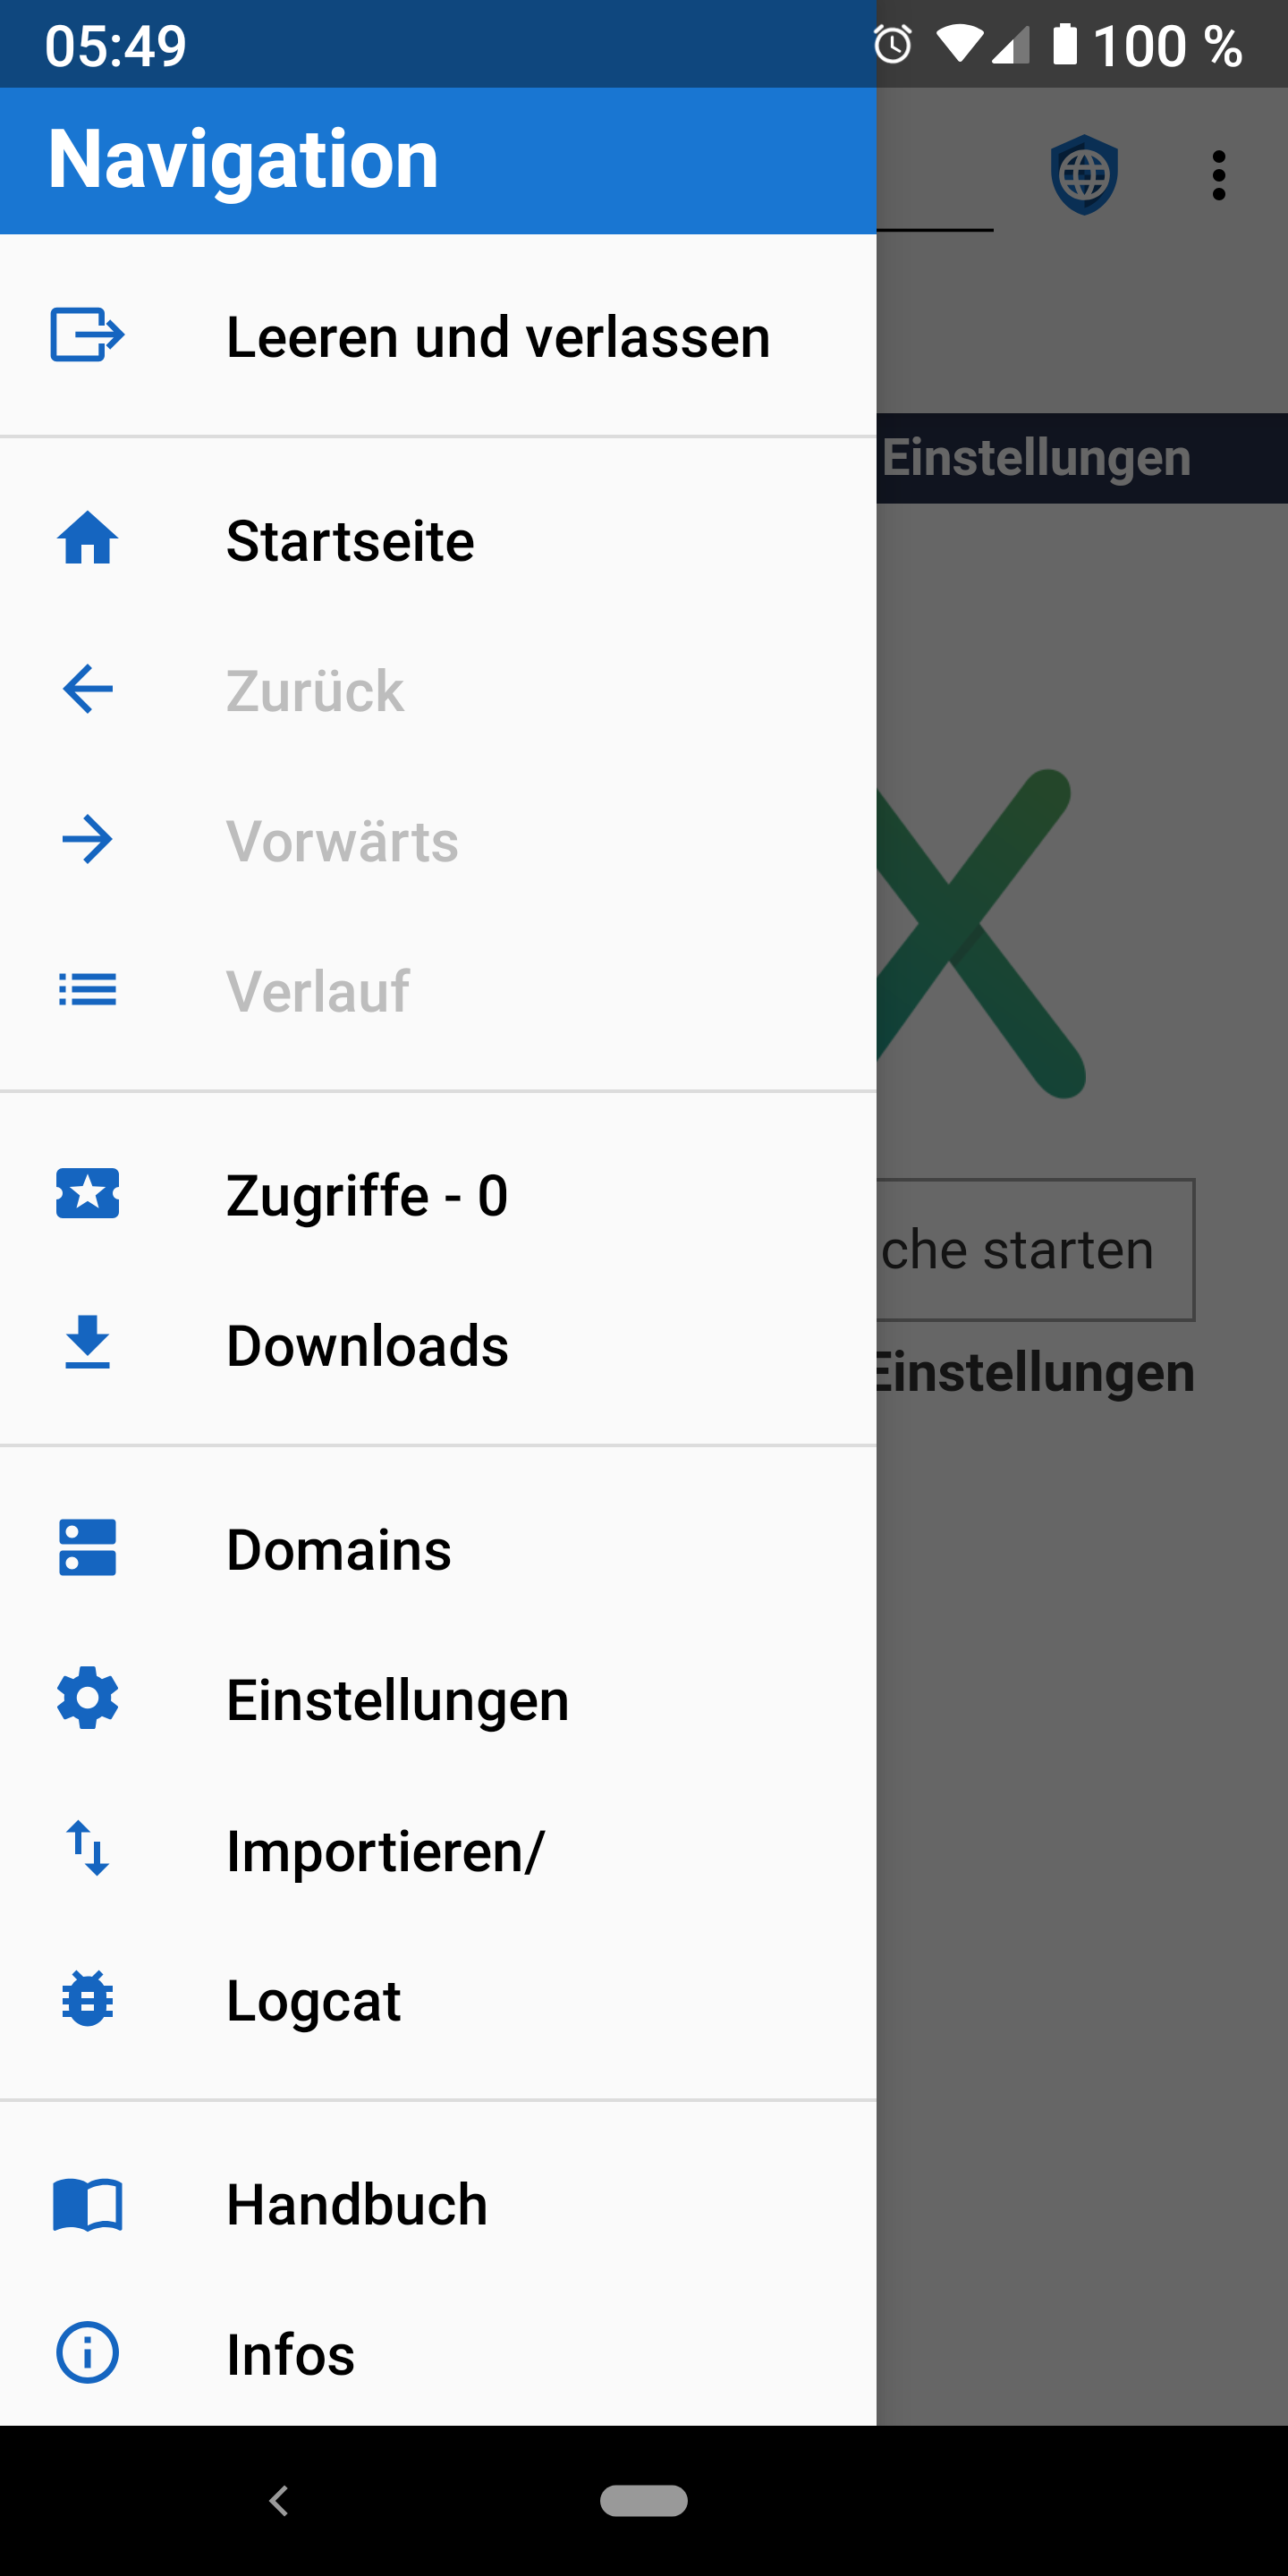 05:49
100 %
Navigation
Leeren und verlassen
Einstellungen
Startseite
Zurück
Vorwärts
Verlauf
Zugriffe - 0
che starten
Downloads
Einstellungen
Domains
Einstellungen
Importieren/
Logcat
Handbuch
Infos